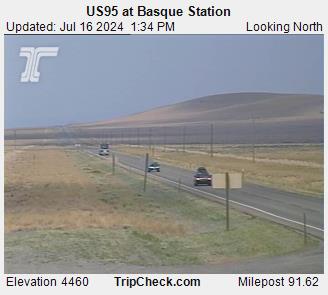 US95 at Basque Station
Updated: Jul 16 2024 1:34 PM Looking North
Elevation 4460 TripCheck.com Milepost 91.62